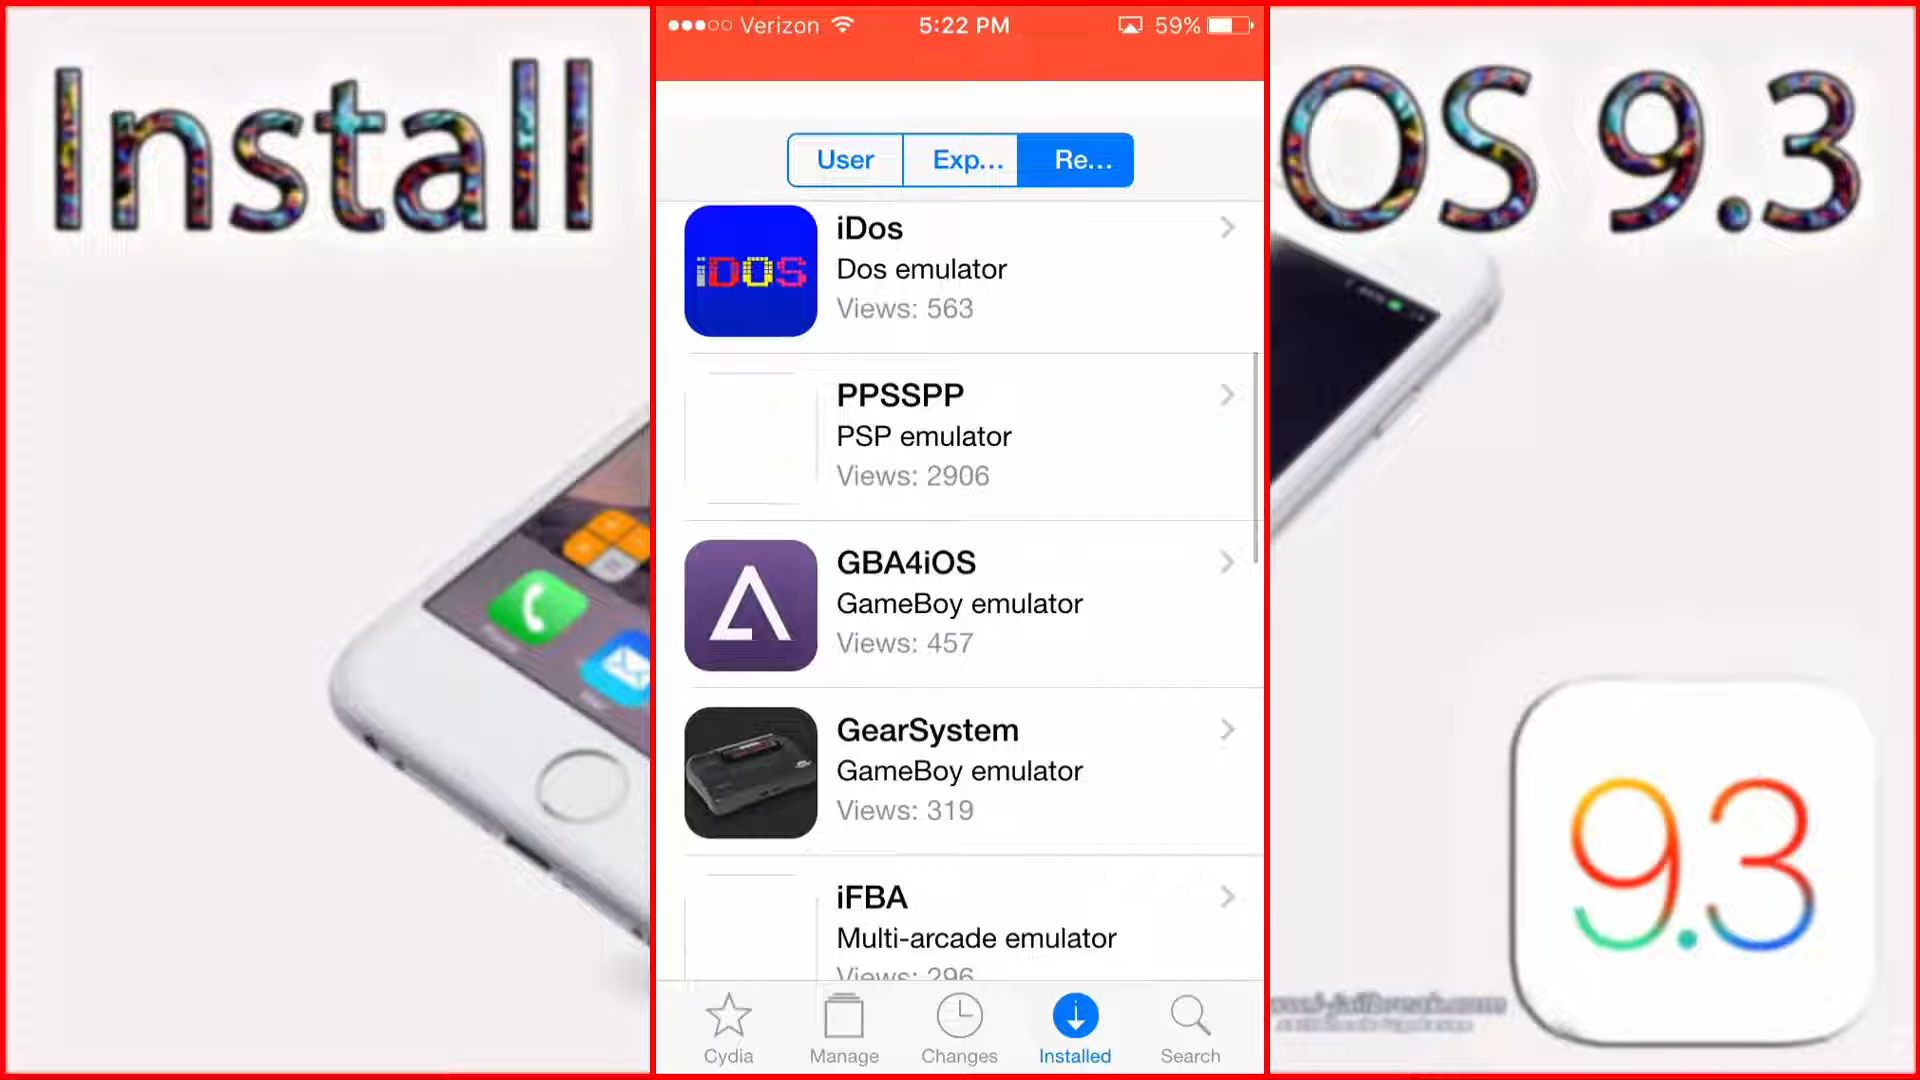 Install
OS 9.3
Verizon
5:22 PM
59%
User
Exp...
Re...
iDOS
iDos
Dos emulator
Views: 563
PPSSPP
PSP emulator
Views: 2906
GBA4iOS
GameBoy emulator
Views: 457
GearSystem
GameBoy emulator
Views: 319
iFBA
Multi-arcade emulator
Views: 296
9.3
Cydia
Manage
Changes
Installed
Search